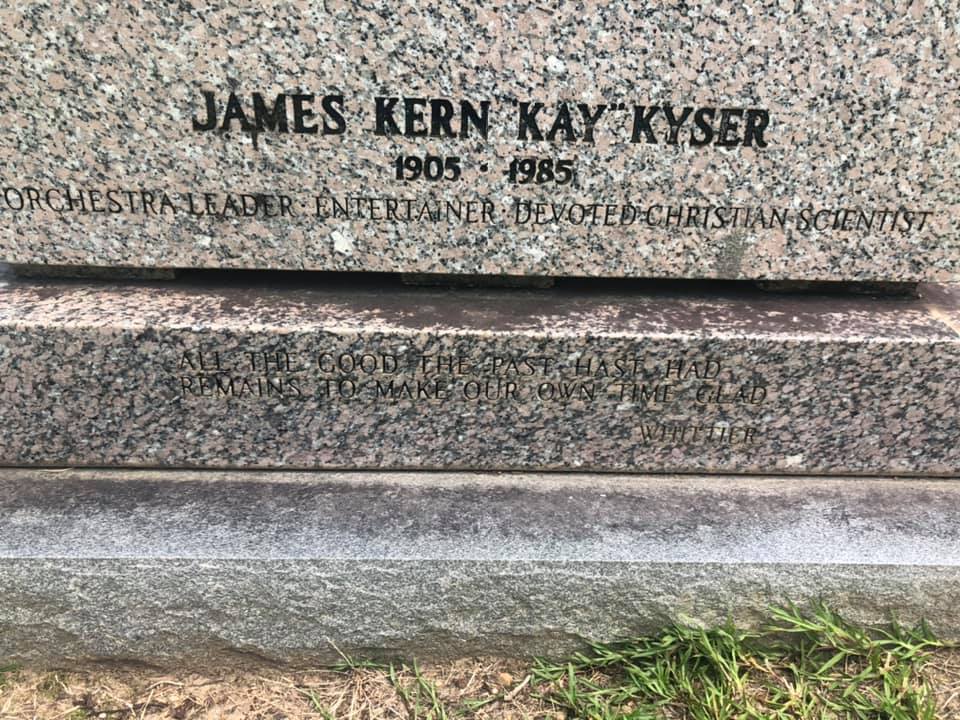 JAMES KERN "KAY" KYSER
1905 · 1985
ORCHESTRA LEADER · ENTERTAINER · DEVOTED CHRISTIAN SCIENTIST
ALL THE GOOD THE PAST HAST HAD
REMAINS TO MAKE OUR OWN TIME GLAD
WHITTIER